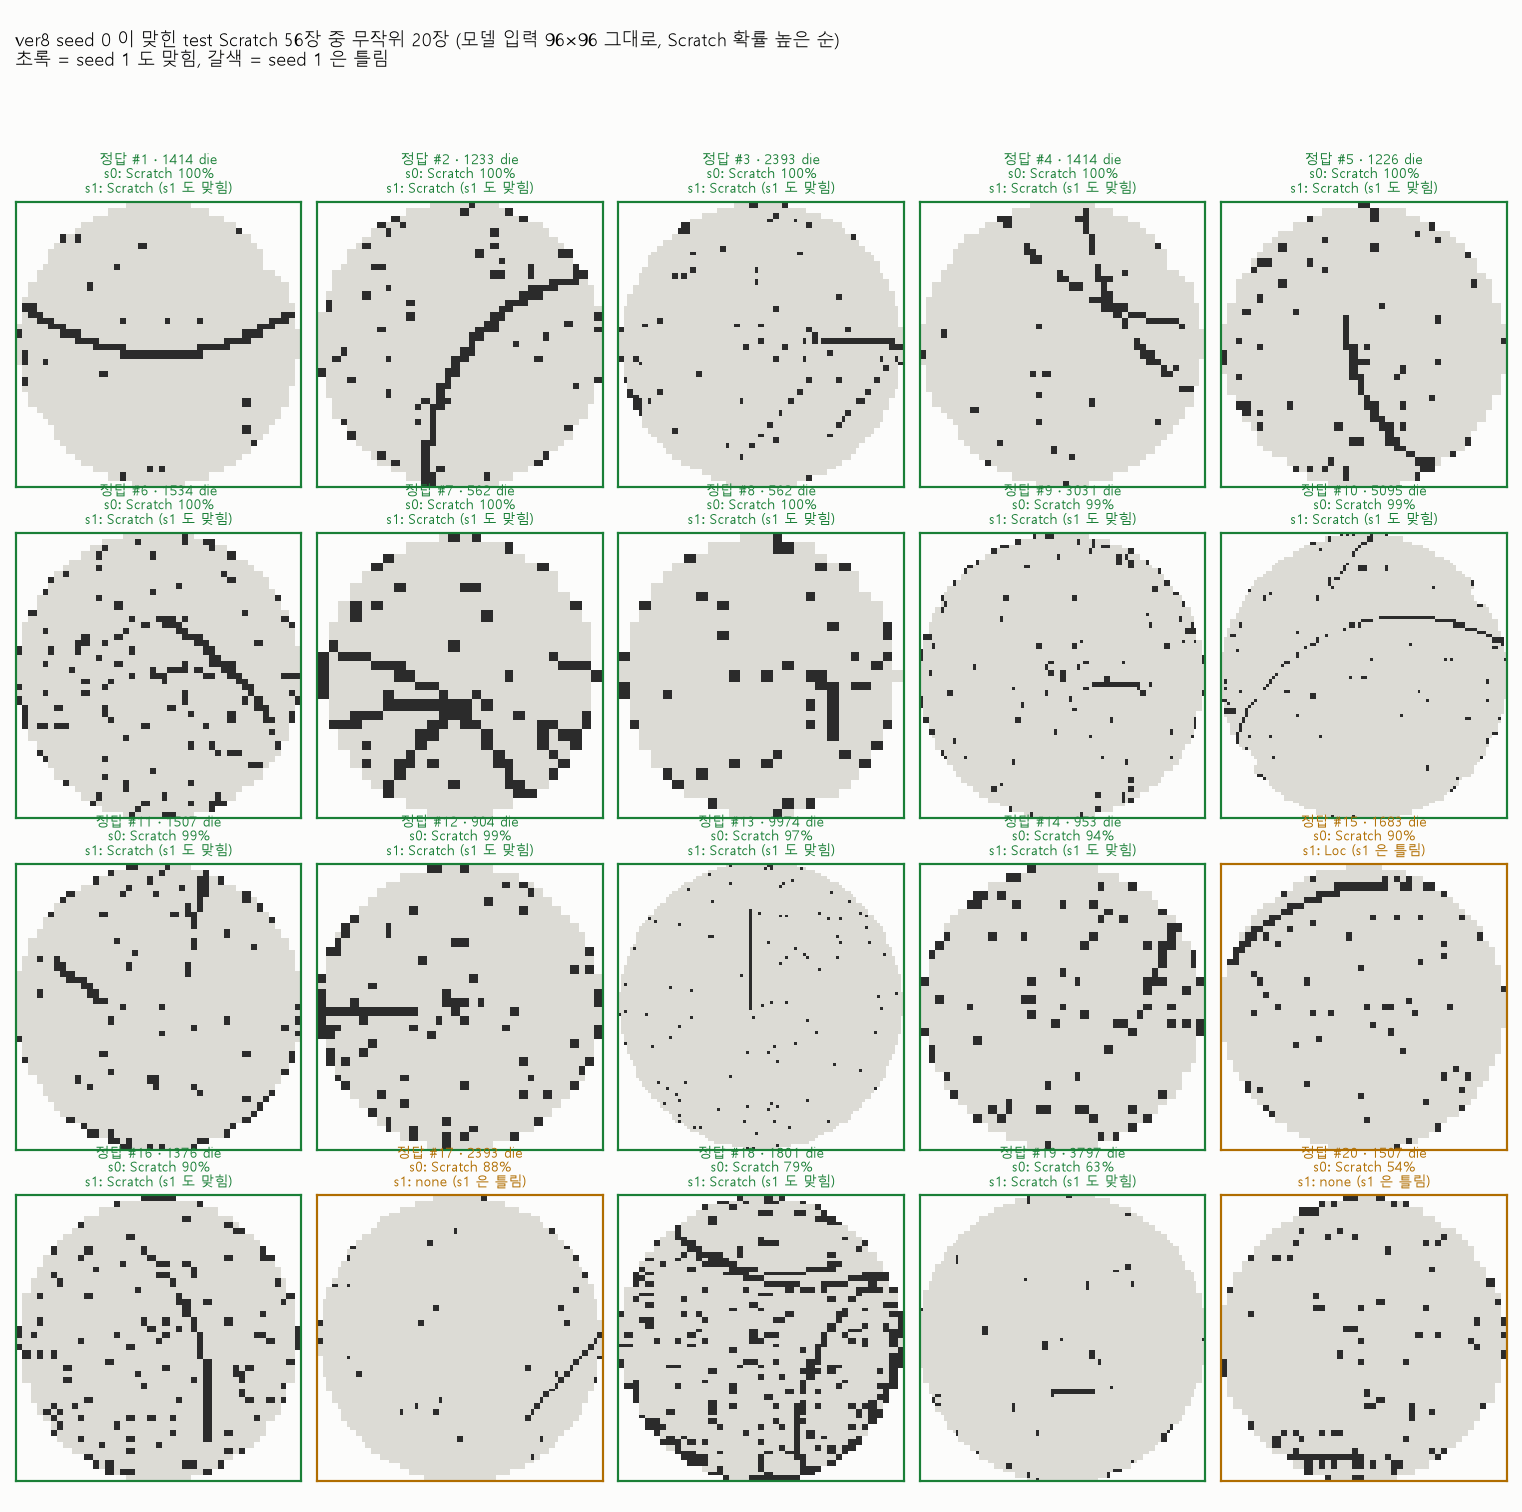 ver8 seed 0 이 맞힌 test Scratch 56장 중 무작위 20장 (모델 입력 96×96 그대로, Scratch 확률 높은 순)
초록 = seed 1 도 맞힘, 갈색 = seed 1 은 틀림
정답 #1 · 1414 die
s0: Scratch 100%
s1: Scratch (s1 도 맞힘)
정답 #2 · 1233 die
s0: Scratch 100%
s1: Scratch (s1 도 맞힘)
정답 #3 · 2393 die
s0: Scratch 100%
s1: Scratch (s1 도 맞힘)
정답 #4 · 1414 die
s0: Scratch 100%
s1: Scratch (s1 도 맞힘)
정답 #5 · 1226 die
s0: Scratch 100%
s1: Scratch (s1 도 맞힘)
정답 #6 · 1534 die
s0: Scratch 100%
s1: Scratch (s1 도 맞힘)
정답 #7 · 562 die
s0: Scratch 100%
s1: Scratch (s1 도 맞힘)
정답 #8 · 562 die
s0: Scratch 100%
s1: Scratch (s1 도 맞힘)
정답 #9 · 3031 die
s0: Scratch 99%
s1: Scratch (s1 도 맞힘)
정답 #10 · 5095 die
s0: Scratch 99%
s1: Scratch (s1 도 맞힘)
정답 #11 · 1507 die
s0: Scratch 99%
s1: Scratch (s1 도 맞힘)
정답 #12 · 904 die
s0: Scratch 99%
s1: Scratch (s1 도 맞힘)
정답 #13 · 9974 die
s0: Scratch 97%
s1: Scratch (s1 도 맞힘)
정답 #14 · 953 die
s0: Scratch 94%
s1: Scratch (s1 도 맞힘)
정답 #15 · 1683 die
s0: Scratch 90%
s1: Loc (s1 은 틀림)
정답 #16 · 1376 die
s0: Scratch 90%
s1: Scratch (s1 도 맞힘)
정답 #17 · 2393 die
s0: Scratch 88%
s1: none (s1 은 틀림)
정답 #18 · 1801 die
s0: Scratch 79%
s1: Scratch (s1 도 맞힘)
정답 #19 · 3797 die
s0: Scratch 63%
s1: Scratch (s1 도 맞힘)
정답 #20 · 1507 die
s0: Scratch 54%
s1: none (s1 은 틀림)